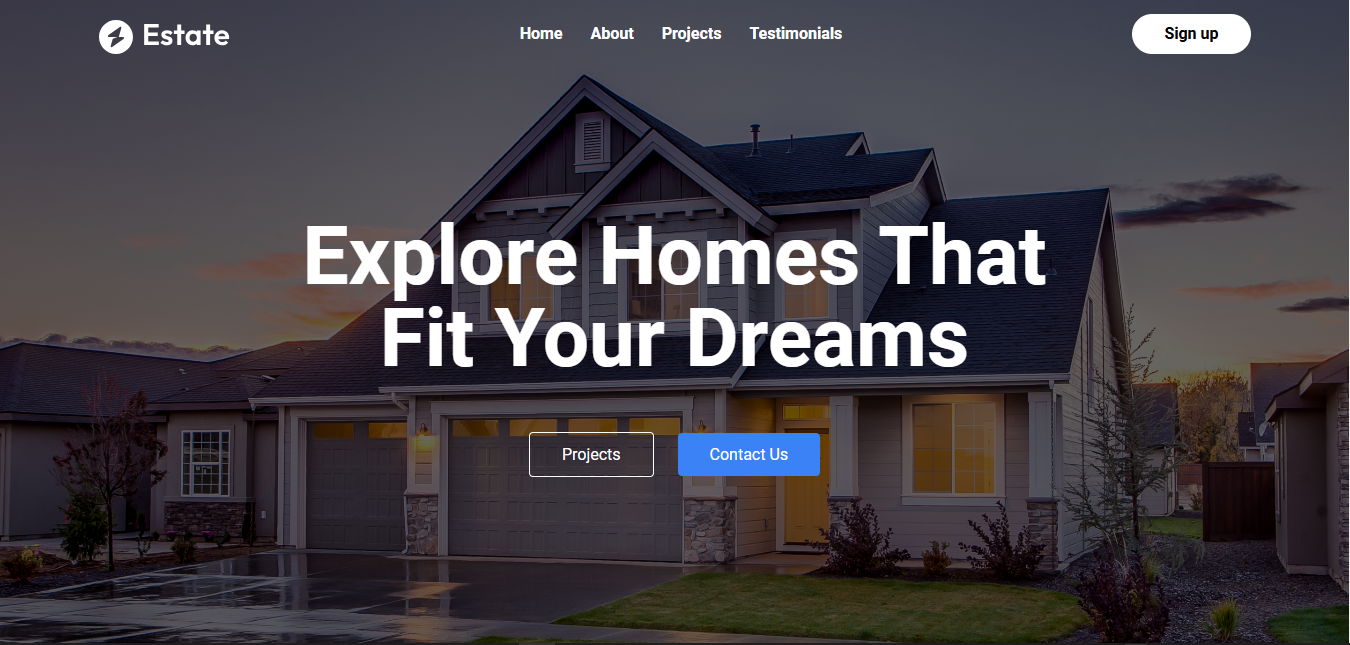 Estate
Home About Projects Testimonials
Sign up
Explore Homes That
Fit Your Dreams
Projects Contact Us